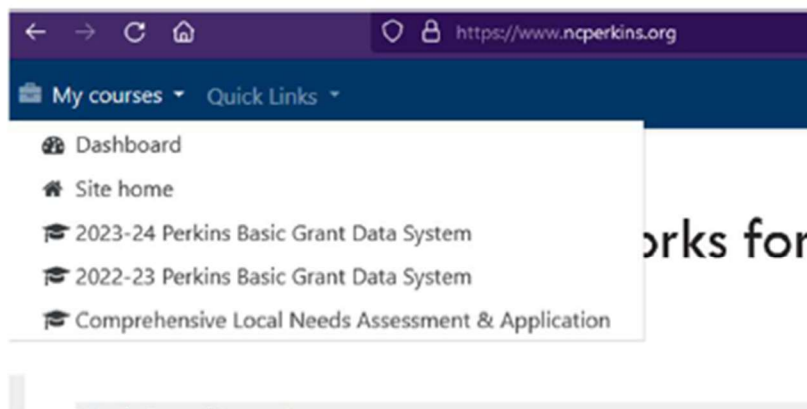 https://www.ncperkins.org
My courses Quick Links
Dashboard
Site home
2023-24 Perkins Basic Grant Data System
2022-23 Perkins Basic Grant Data System
Comprehensive Local Needs Assessment & Application
orks for